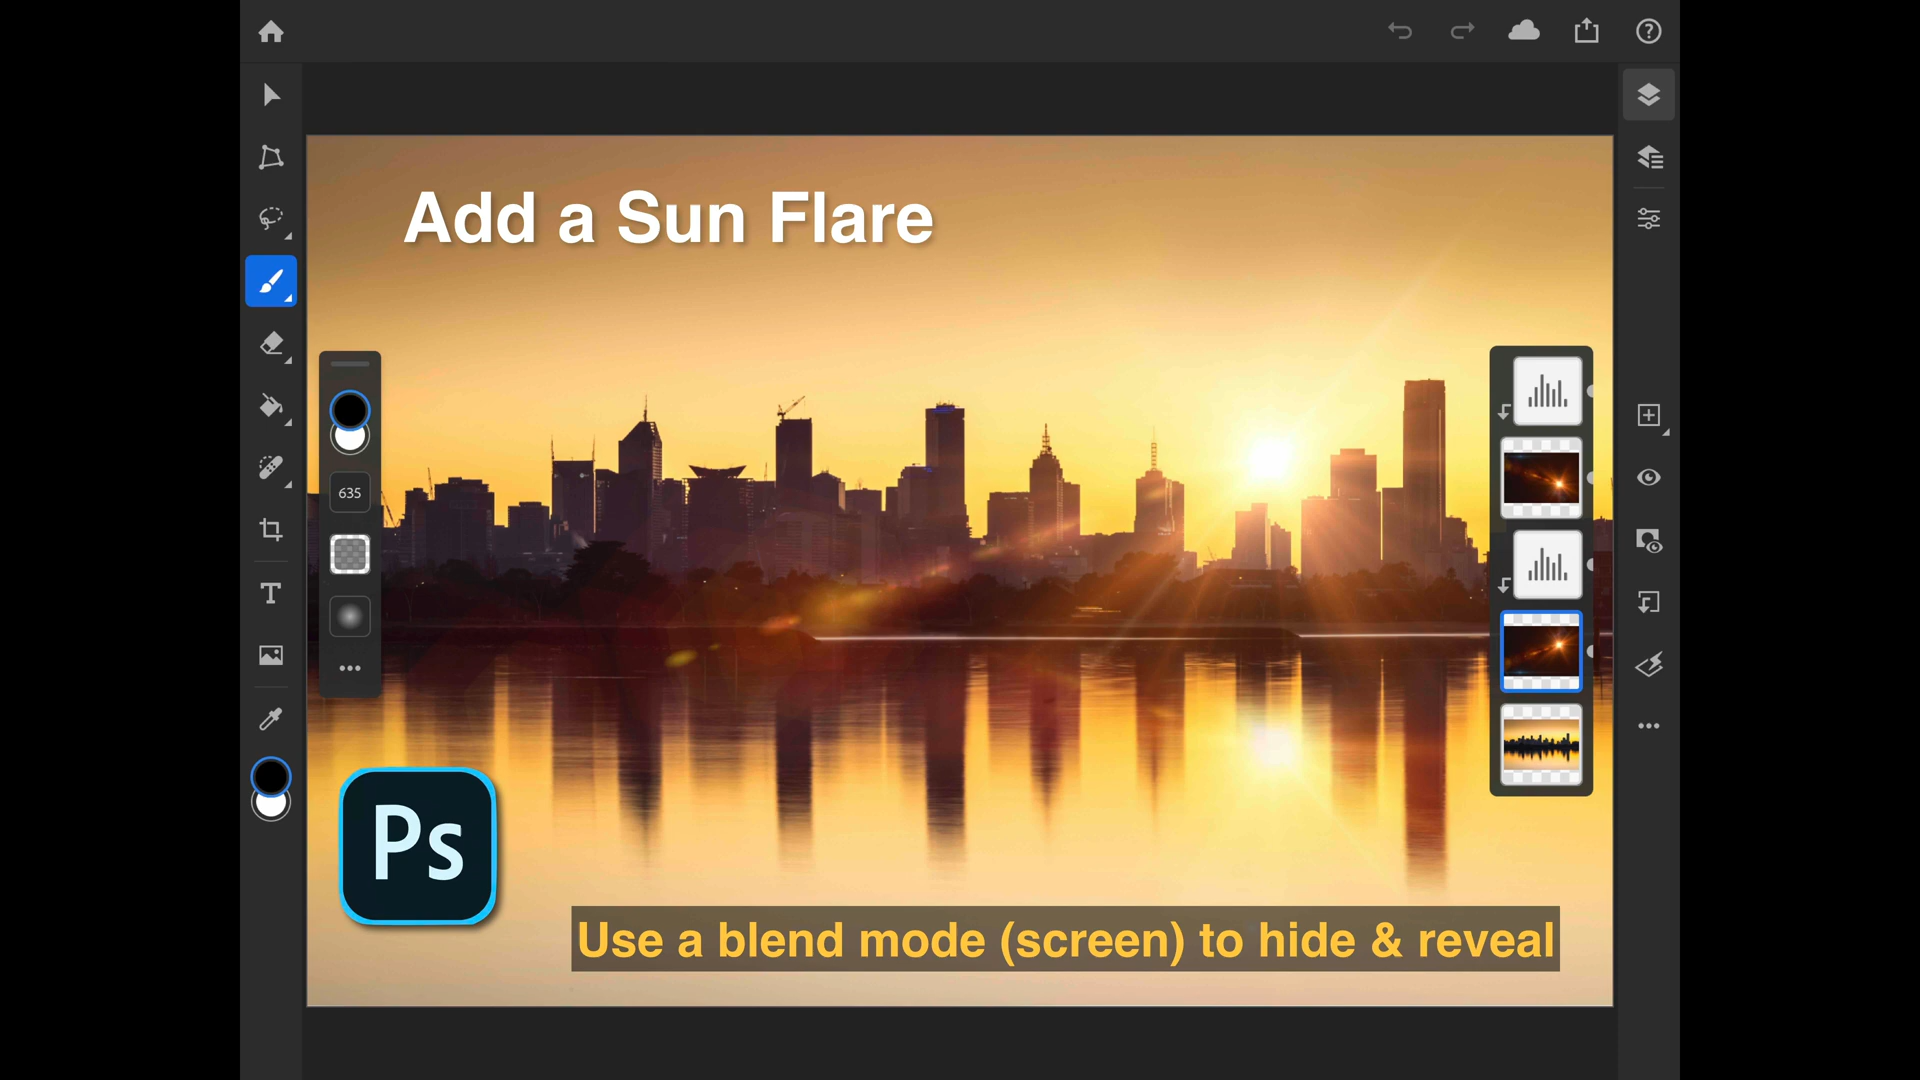 Add a Sun Flare
635
T
Ps
Use a blend mode (screen) to hide & reveal